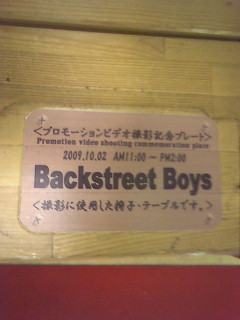 ＜プロモーションビデオ撮影記念プレート＞
Promotion video shooting commemoration plate
2009.10.02 AM11:00 ～ PM2:00
Backstreet Boys
＜撮影に使用した椅子・テーブルです。＞